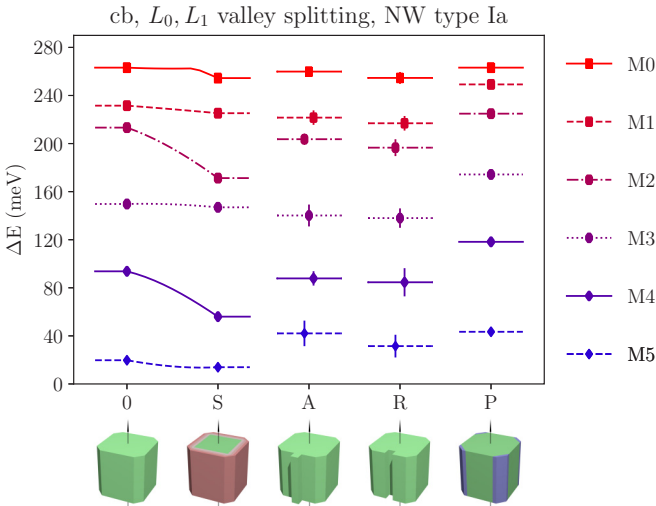 cb, L0, L1 valley splitting, NW type Ia
ΔE (meV)
280
240
200
160
120
80
40
0
0 S A R P
M0
M1
M2
M3
M4
M5